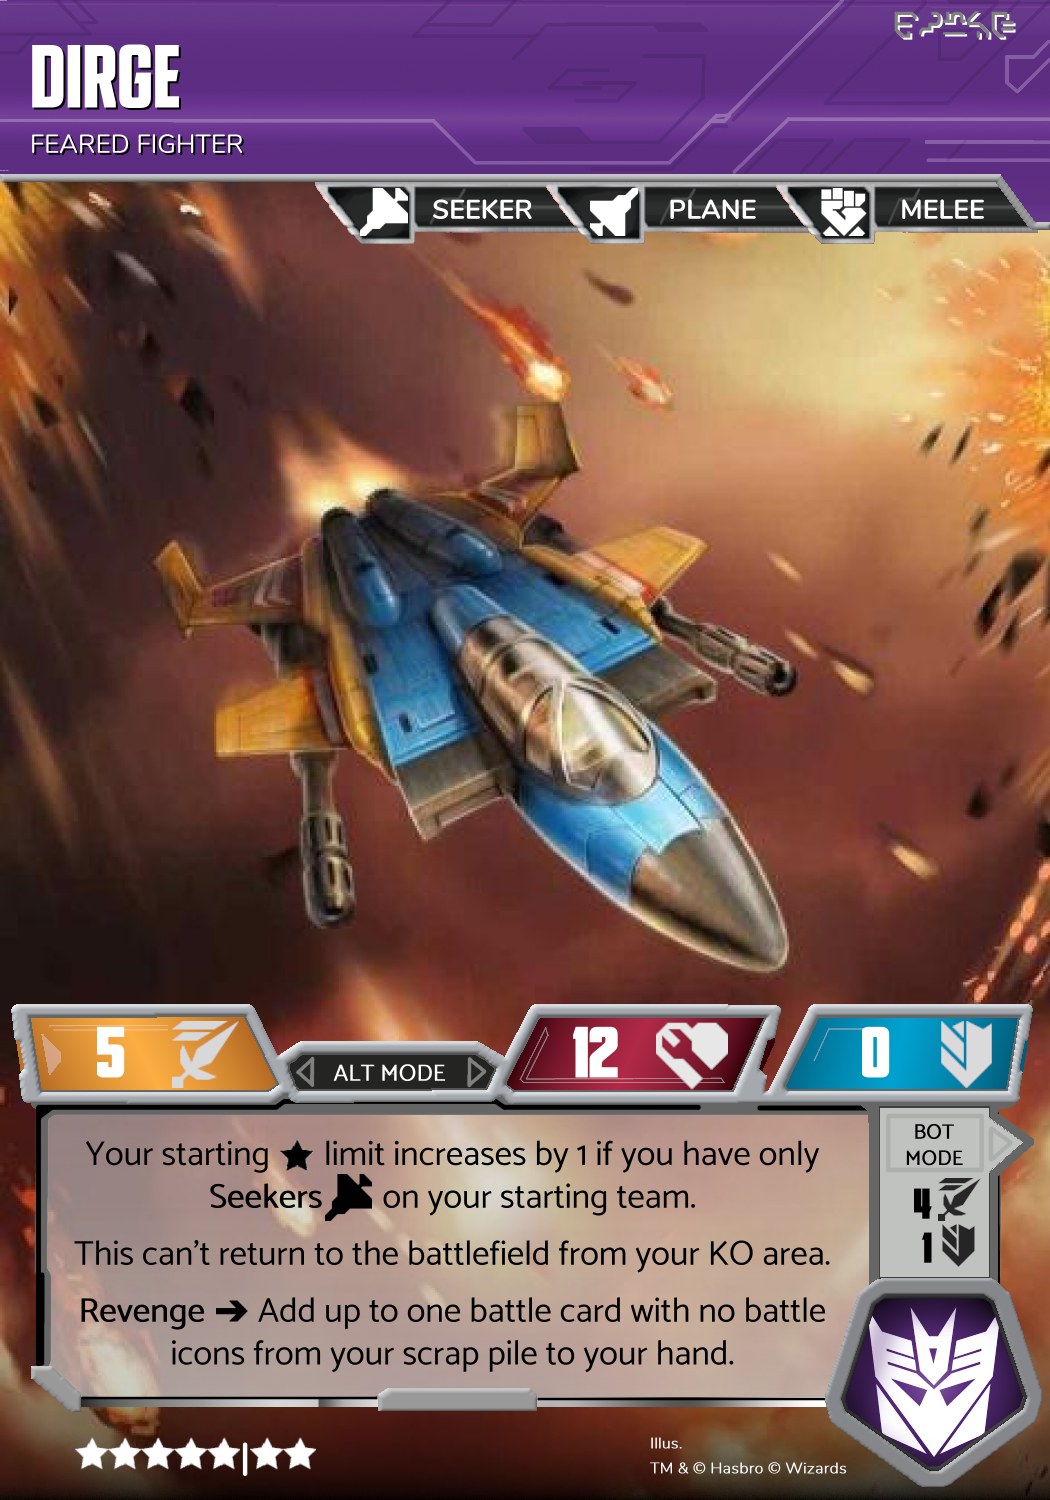 DIRGE
FEARED FIGHTER
SEEKER PLANE MELEE
5 12 0
ALT MODE
Your starting ★ limit increases by 1 if you have only
Seekers on your starting team.
This can't return to the battlefield from your KO area.
Revenge ➔ Add up to one battle card with no battle
icons from your scrap pile to your hand.
BOT
MODE
4
1
★★★★★|★★
Illus.
TM & © Hasbro © Wizards